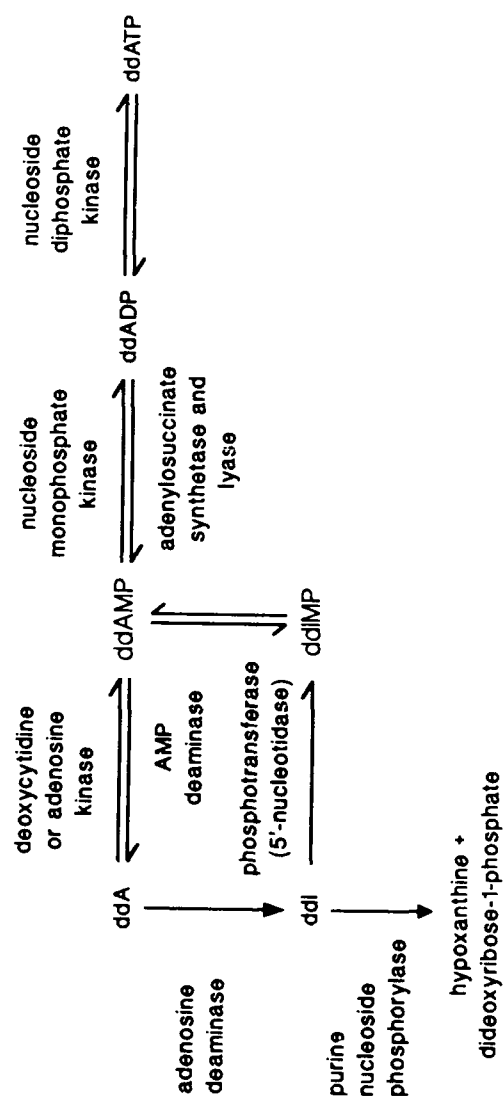 deoxycytidine
or adenosine
kinase
nucleoside
monophosphate
kinase
nucleoside
diphosphate
kinase
ddA
ddAMP
ddADP
ddATP
adenosine
deaminase
AMP
deaminase
adenylosuccinate
synthetase and
lyase
phosphotransferase
(5'-nucleotidase)
ddI
ddIMP
purine
nucleoside
phosphorylase
hypoxanthine +
dideoxyribose-1-phosphate